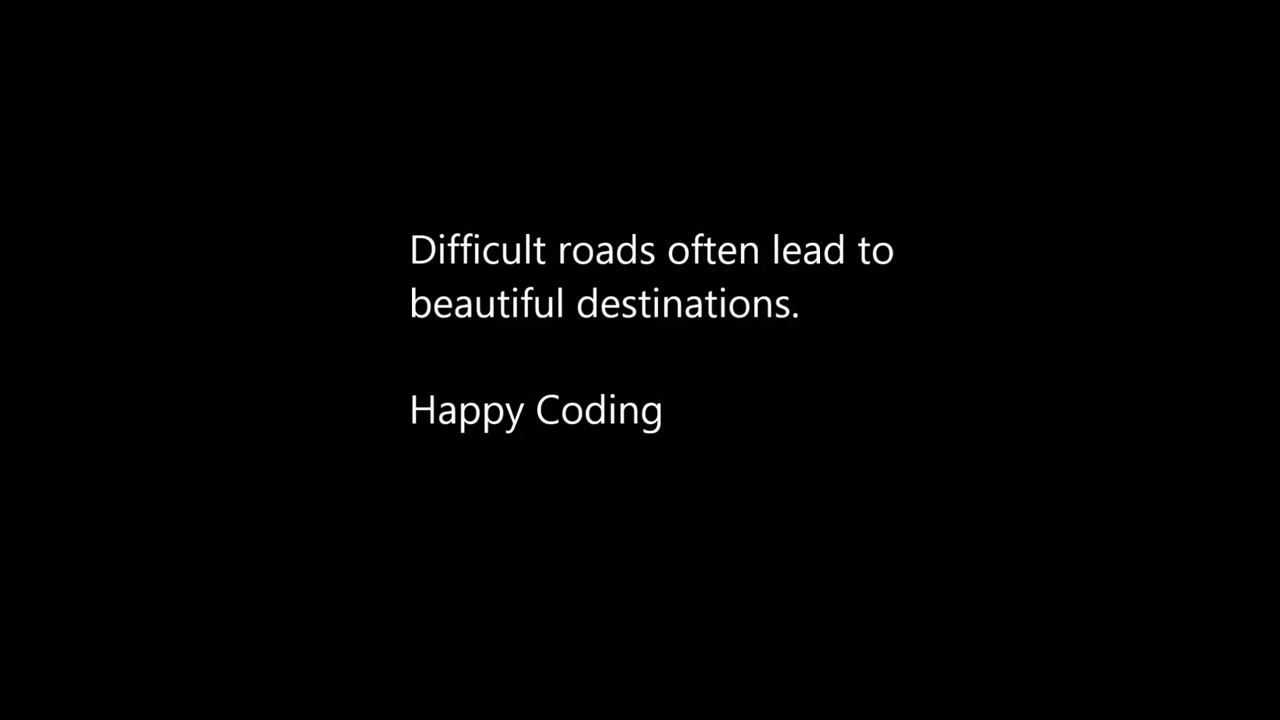 Difficult roads often lead to
beautiful destinations.
Happy Coding